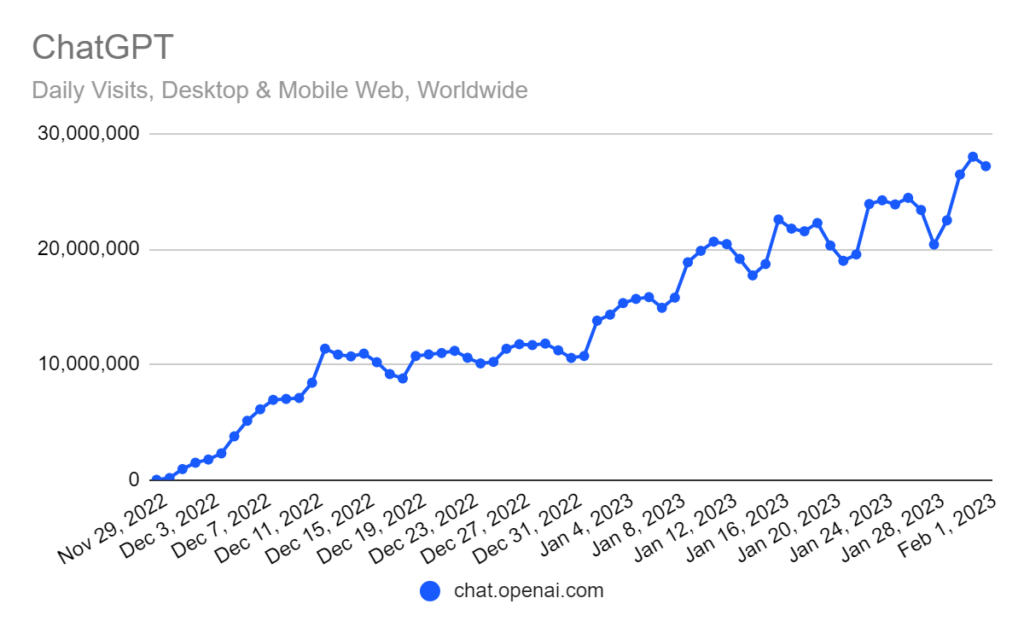 ChatGPT
Daily Visits, Desktop & Mobile Web, Worldwide
30,000,000
20,000,000
10,000,000
0
Nov 29, 2022
Dec 3, 2022
Dec 7, 2022
Dec 11, 2022
Dec 15, 2022
Dec 19, 2022
Dec 23, 2022
Dec 27, 2022
Dec 31, 2022
Jan 4, 2023
Jan 8, 2023
Jan 12, 2023
Jan 16, 2023
Jan 20, 2023
Jan 24, 2023
Jan 28, 2023
Feb 1, 2023
chat.openai.com